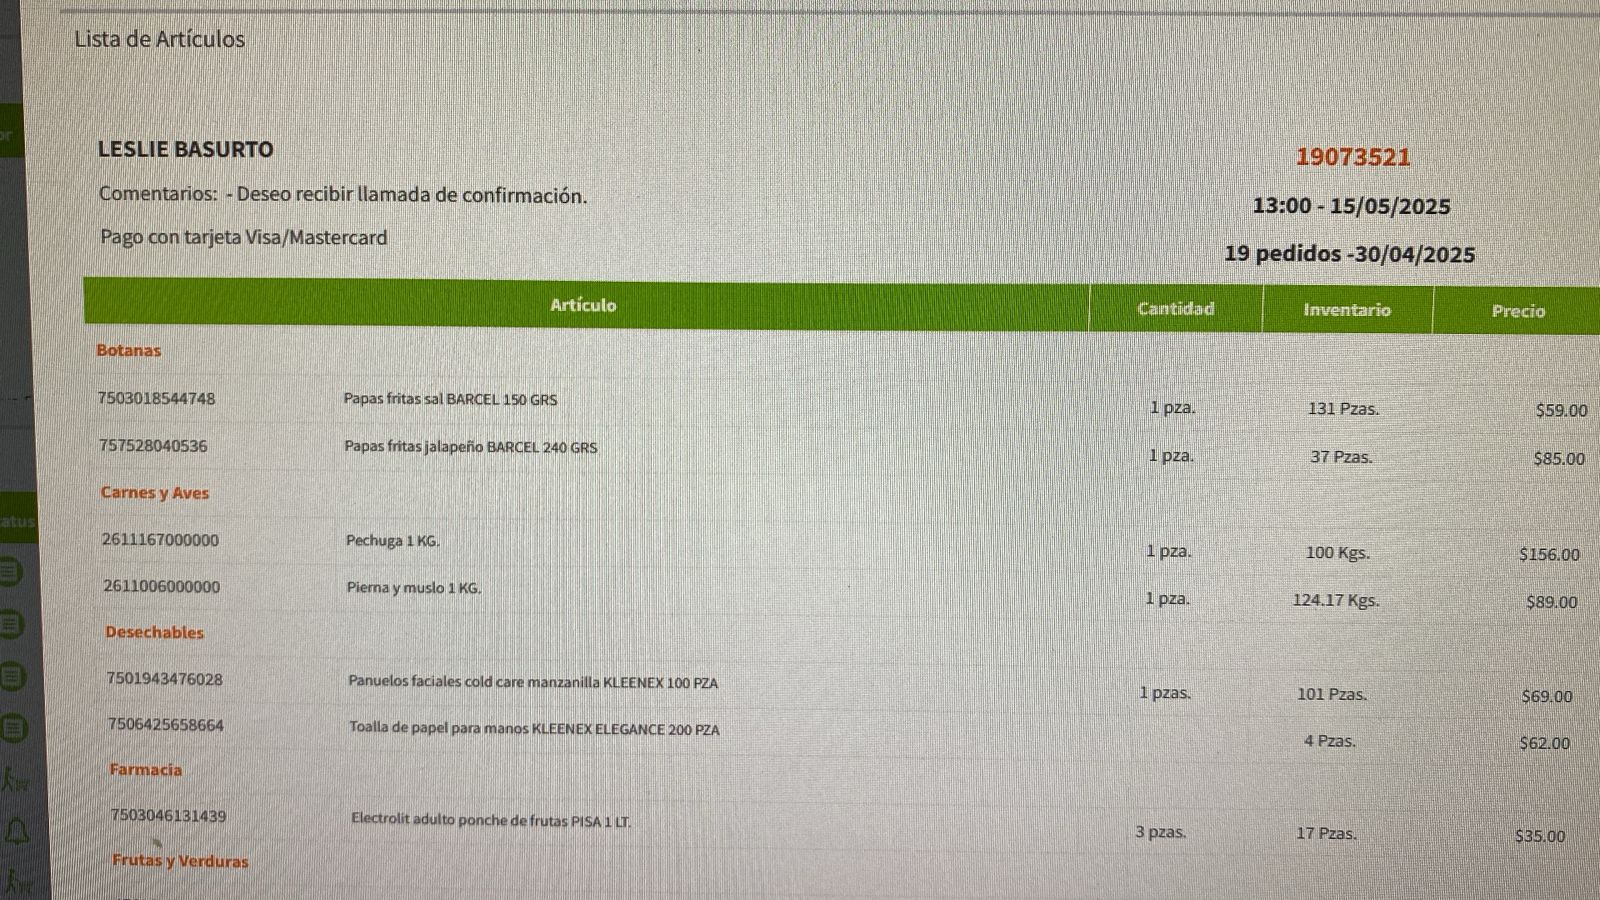 Lista de Artículos
LESLIE BASURTO
19073521
Comentarios: - Deseo recibir llamada de confirmación.
13:00 - 15/05/2025
Pago con tarjeta Visa/Mastercard
19 pedidos -30/04/2025
Artículo Cantidad Inventario Precio
Botanas
7503018544748 Papas fritas sal BARCEL 150 GRS 1 pza. 131 Pzas. $59.00
757528040536 Papas fritas jalapeño BARCEL 240 GRS 1 pza. 37 Pzas. $85.00
Carnes y Aves
2611167000000 Pechuga 1 KG. 1 pza. 100 Kgs. $156.00
2611006000000 Pierna y muslo 1 KG. 1 pza. 124.17 Kgs. $89.00
Desechables
7501943476028 Panuelos faciales cold care manzanilla KLEENEX 100 PZA 1 pzas. 101 Pzas. $69.00
7506425658664 Toalla de papel para manos KLEENEX ELEGANCE 200 PZA 4 Pzas. $62.00
Farmacia
7503046131439 Electrolit adulto ponche de frutas PISA 1 LT. 3 pzas. 17 Pzas. $35.00
Frutas y Verduras